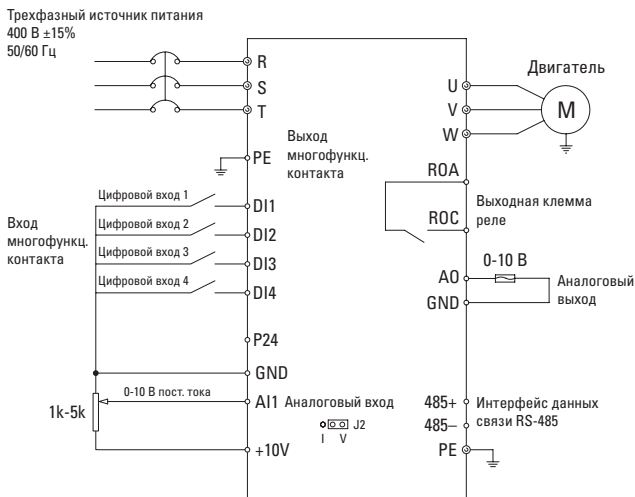 Трехфазный источник питания
400 В ±15%
50/60 Гц
R
S
T
PE
Выход
многофункц.
контакта
Двигатель
U
V
W
M
ROA
ROC
Выходная клемма
реле
Вход
многофункц.
контакта
Цифровой вход 1
DI1
Цифровой вход 2
DI2
Цифровой вход 3
DI3
Цифровой вход 4
DI4
0-10 В
AO
GND
Аналоговый
выход
P24
GND
1k-5k
0-10 В пост. тока
AI1 Аналоговый вход
J2
I V
+10V
485+
485–
Интерфейс данных
связи RS-485
PE